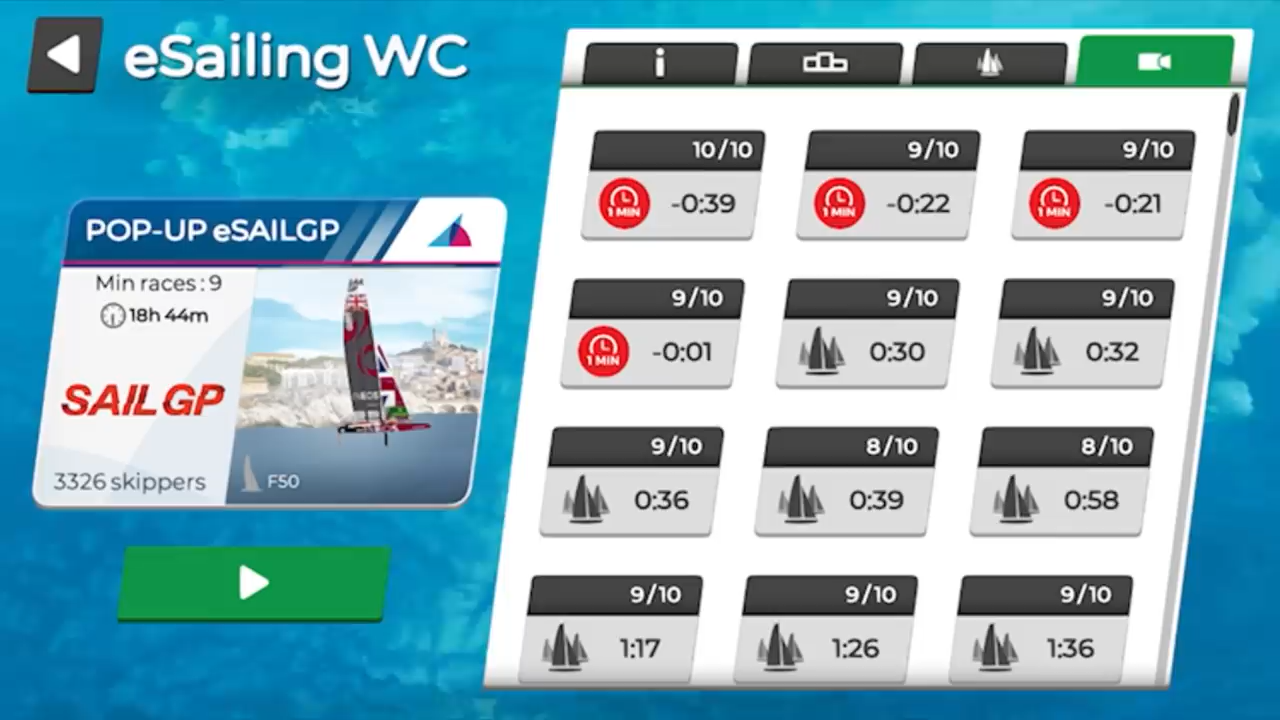 eSailing WC
i
POP-UP eSAILGP
Min races : 9
18h 44m
SAIL GP
3326 skippers
F50
10/10
9/10
9/10
1 MIN -0:39
1 MIN -0:22
1 MIN -0:21
9/10
9/10
9/10
1 MIN -0:01
0:30
0:32
9/10
8/10
8/10
0:36
0:39
0:58
9/10
9/10
9/10
1:17
1:26
1:36